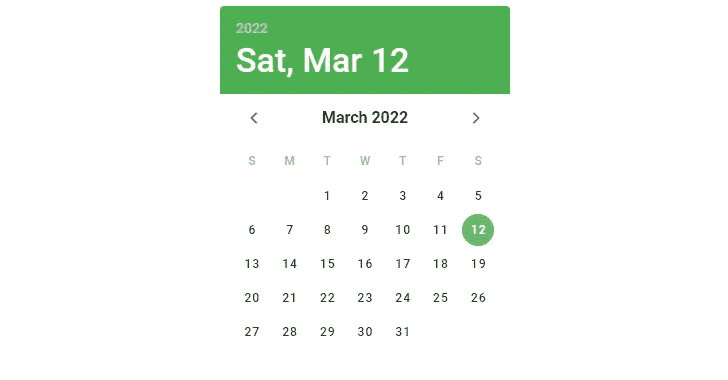 2022
Sat, Mar 12
March 2022
S M T W T F S
1 2 3 4 5
6 7 8 9 10 11 12
13 14 15 16 17 18 19
20 21 22 23 24 25 26
27 28 29 30 31